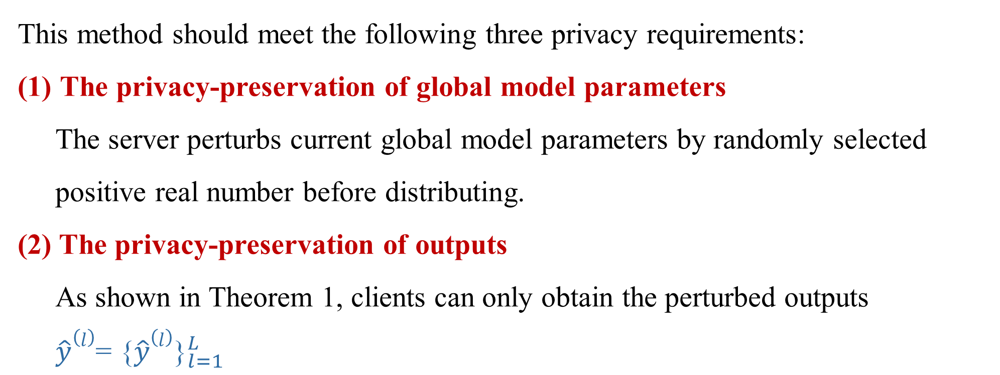 This method should meet the following three privacy requirements:
(1) The privacy-preservation of global model parameters
The server perturbs current global model parameters by randomly selected
positive real number before distributing.
(2) The privacy-preservation of outputs
As shown in Theorem 1, clients can only obtain the perturbed outputs
ŷ⁽ˡ⁾= {ŷ⁽ˡ⁾}ᴸₗ₌₁